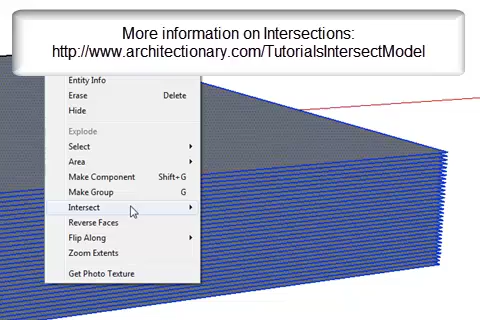 More information on Intersections:
http://www.architectionary.com/TutorialsIntersectModel
Entity Info
Erase Delete
Hide
Explode
Select
Area
Make Component Shift+G
Make Group G
Intersect
Reverse Faces
Flip Along
Zoom Extents
Get Photo Texture